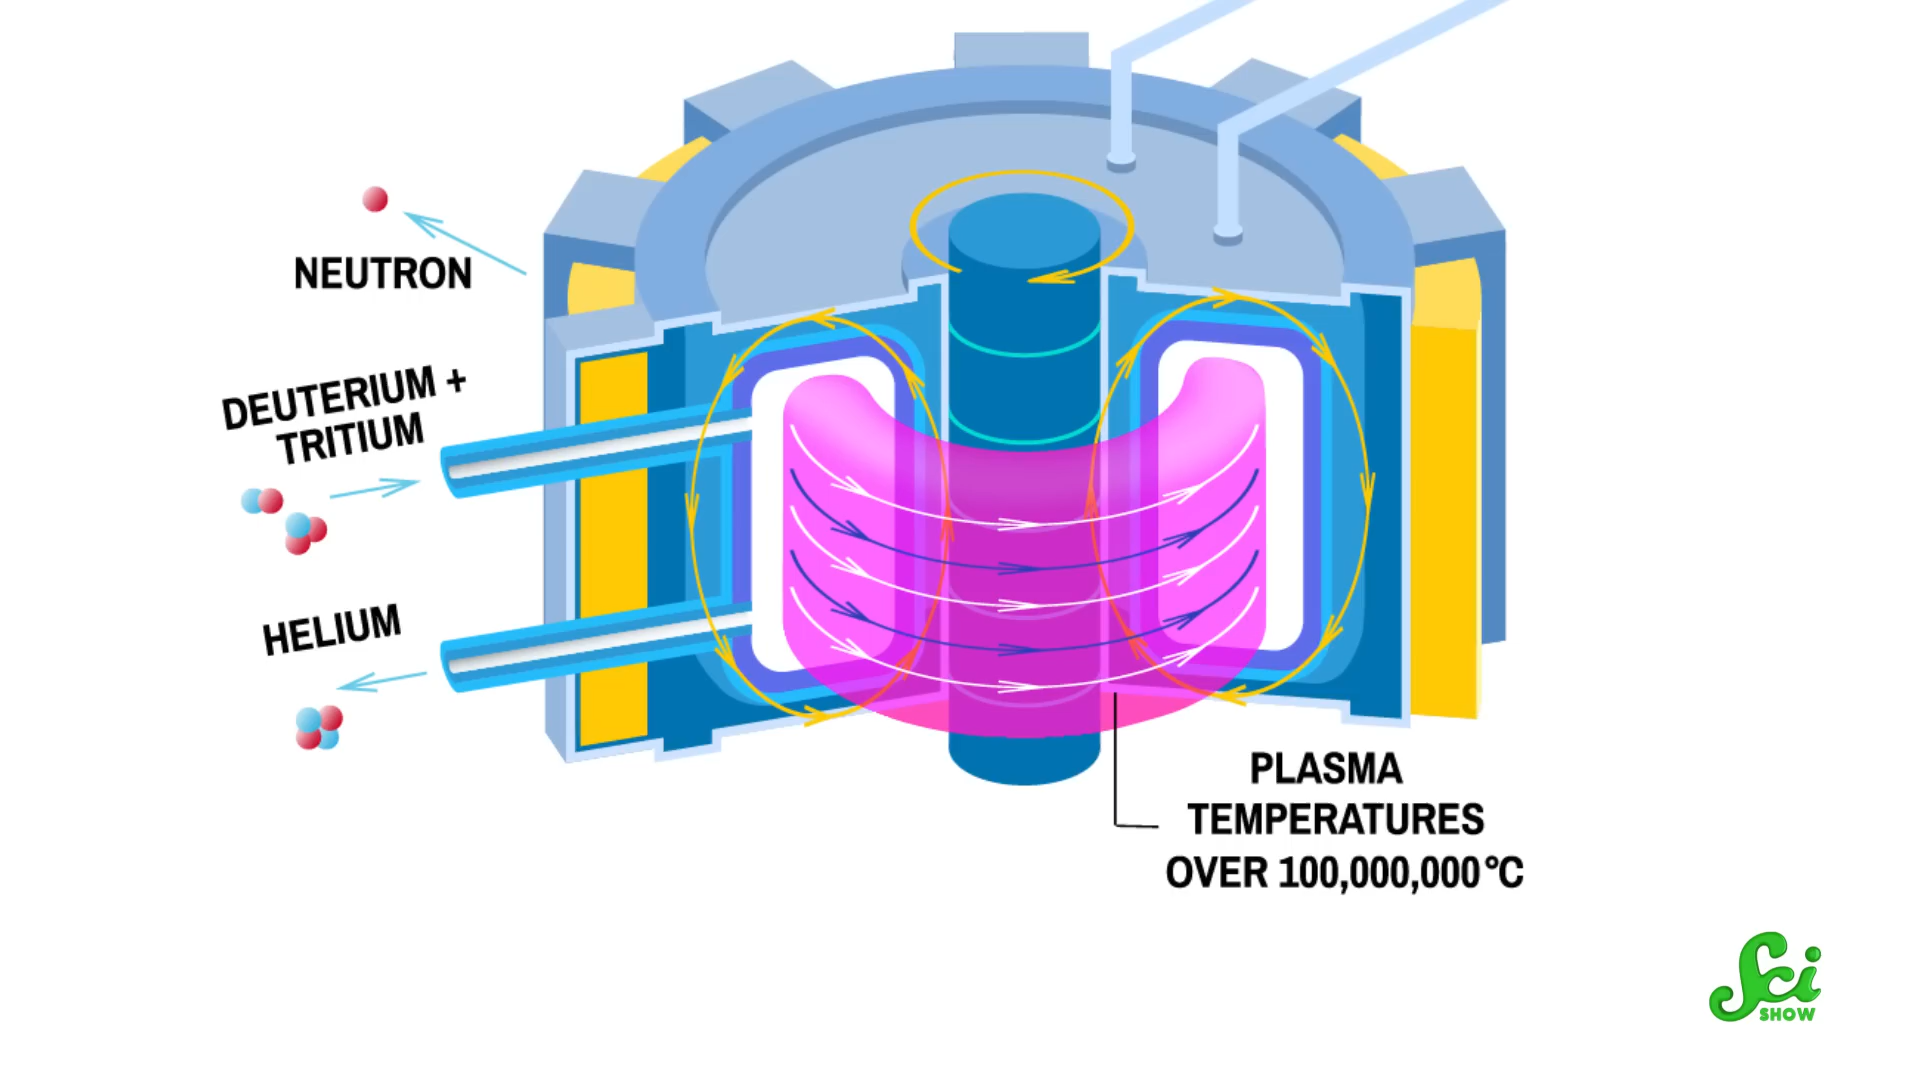 NEUTRON
DEUTERIUM +
TRITIUM
HELIUM
PLASMA
TEMPERATURES
OVER 100,000,000°C
Sci
SHOW